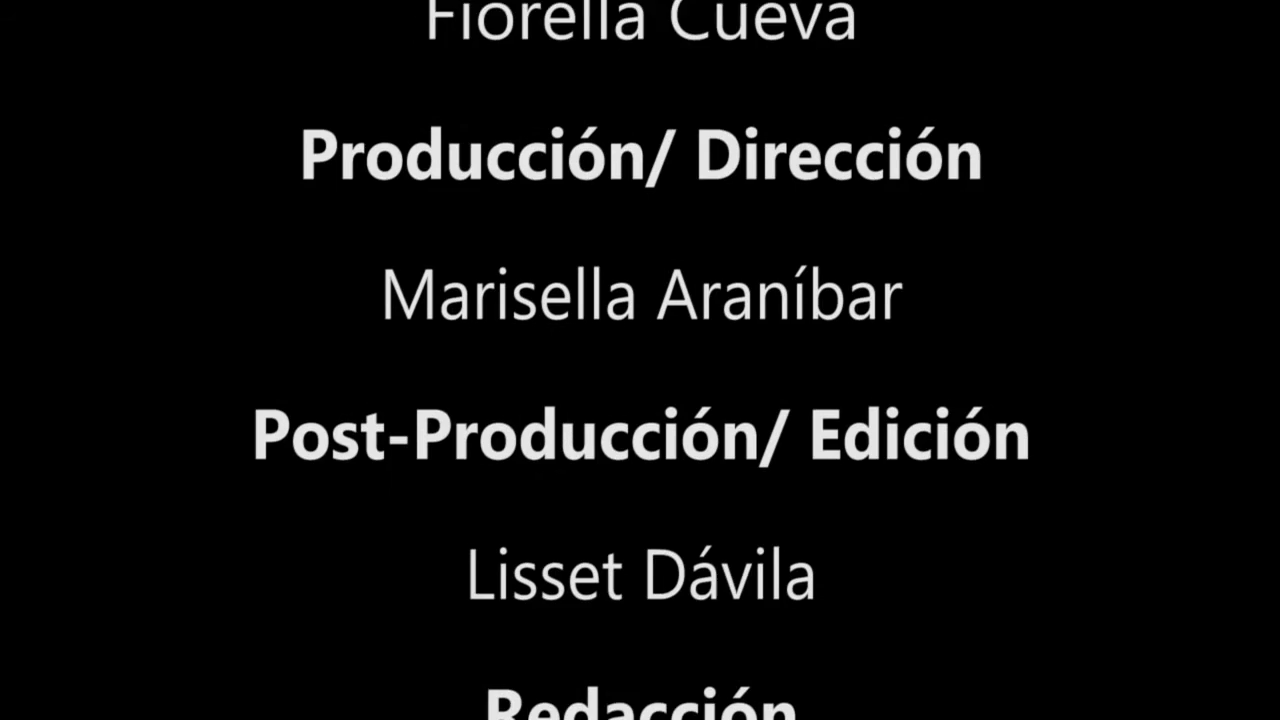 Fiorella Cueva
Producción/ Dirección
Marisella Araníbar
Post-Producción/ Edición
Lisset Dávila
Redacción